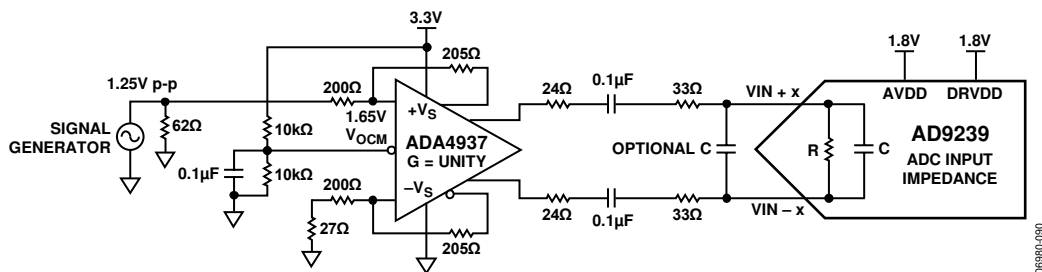 3.3V
205Ω
1.25V p-p
200Ω
1.65V
VOCM
+VS
ADA4937
G = UNITY
–VS
SIGNAL
GENERATOR
62Ω
10kΩ
0.1µF
10kΩ
200Ω
27Ω
205Ω
24Ω
0.1µF
33Ω
OPTIONAL C
24Ω
0.1µF
33Ω
VIN + x
VIN – x
1.8V
1.8V
AVDD
DRVDD
AD9239
ADC INPUT
IMPEDANCE
R
C
06980-090